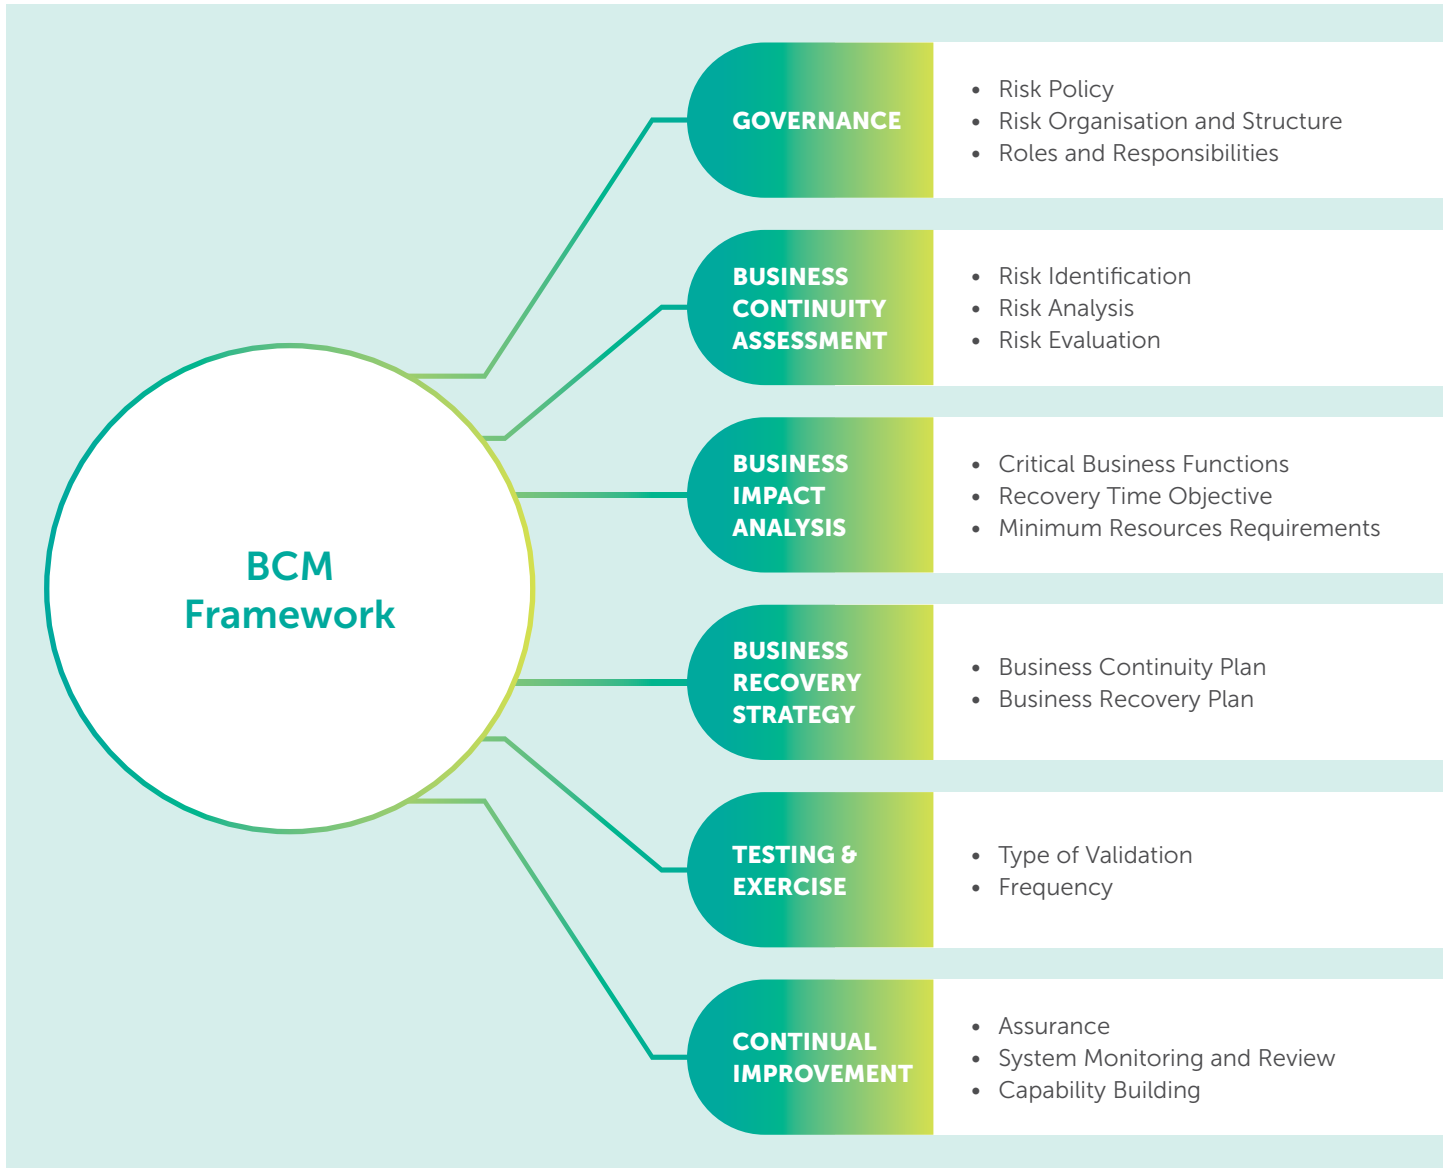 BCM
Framework
GOVERNANCE
• Risk Policy
• Risk Organisation and Structure
• Roles and Responsibilities
BUSINESS
CONTINUITY
ASSESSMENT
• Risk Identification
• Risk Analysis
• Risk Evaluation
BUSINESS
IMPACT
ANALYSIS
• Critical Business Functions
• Recovery Time Objective
• Minimum Resources Requirements
BUSINESS
RECOVERY
STRATEGY
• Business Continuity Plan
• Business Recovery Plan
TESTING &
EXERCISE
• Type of Validation
• Frequency
CONTINUAL
IMPROVEMENT
• Assurance
• System Monitoring and Review
• Capability Building